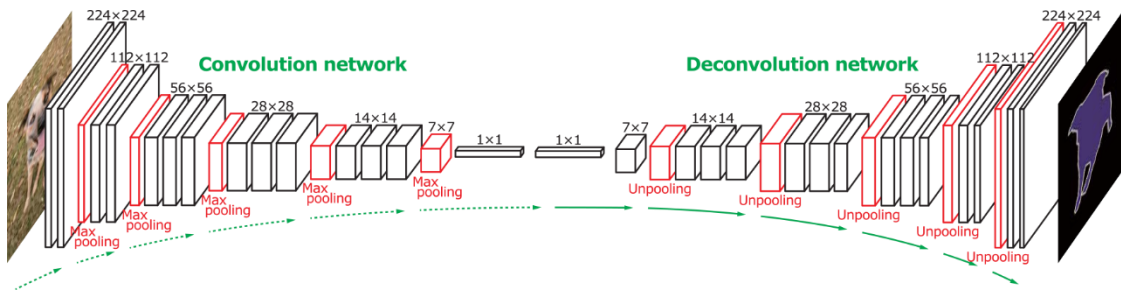 224×224
112×112
56×56
Convolution network
28×28
14×14
7×7
1×1
1×1
7×7
14×14
Deconvolution network
28×28
56×56
112×112
224×224
Max
pooling
Max
pooling
Max
pooling
Max
pooling
Max
pooling
Unpooling
Unpooling
Unpooling
Unpooling
Unpooling